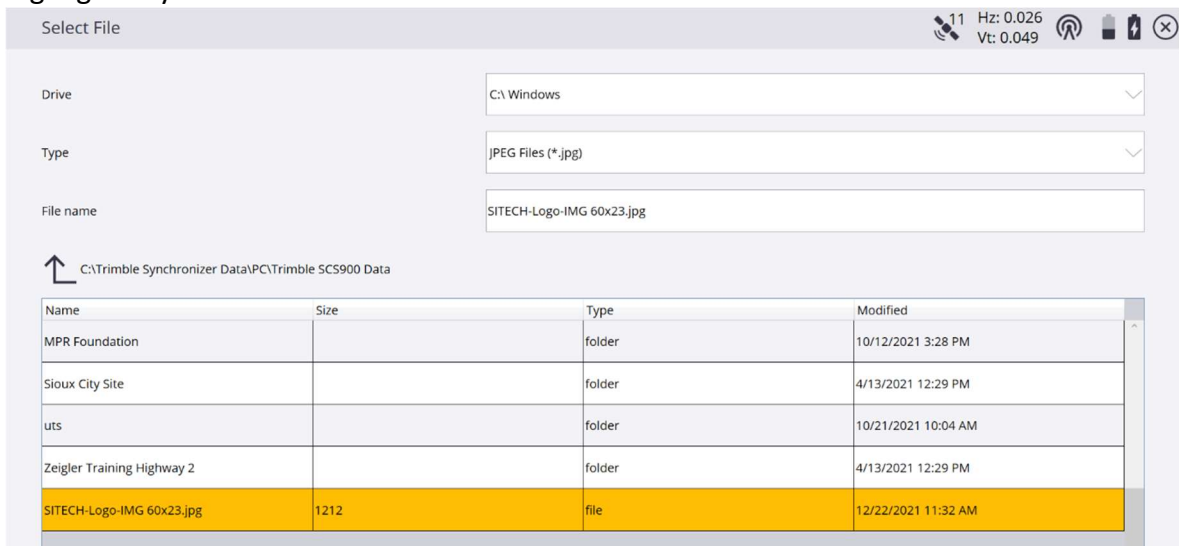 Select File
11 Hz: 0.026
Vt: 0.049
Drive C:\ Windows
Type JPEG Files (*.jpg)
File name SITECH-Logo-IMG 60x23.jpg
C:\Trimble Synchronizer Data\PC\Trimble SCS900 Data
Name Size Type Modified
MPR Foundation folder 10/12/2021 3:28 PM
Sioux City Site folder 4/13/2021 12:29 PM
uts folder 10/21/2021 10:04 AM
Zeigler Training Highway 2 folder 4/13/2021 12:29 PM
SITECH-Logo-IMG 60x23.jpg 1212 file 12/22/2021 11:32 AM